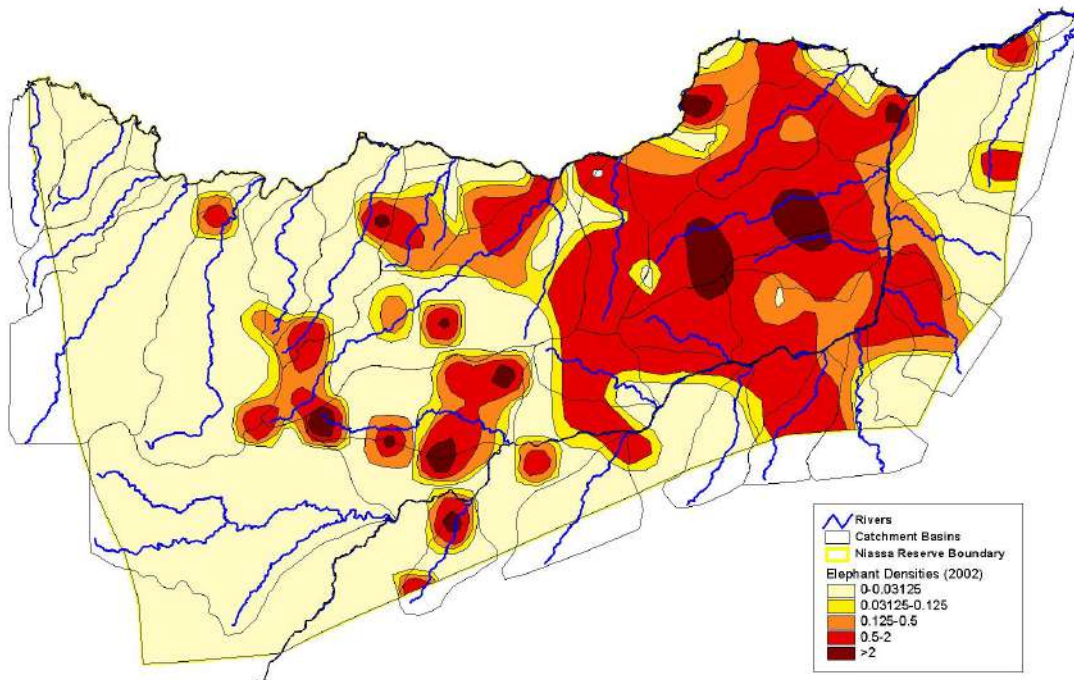 Rivers
Catchment Basins
Niassa Reserve Boundary
Elephant Densities (2002)
0-0.03125
0.03125-0.125
0.125-0.5
0.5-2
>2